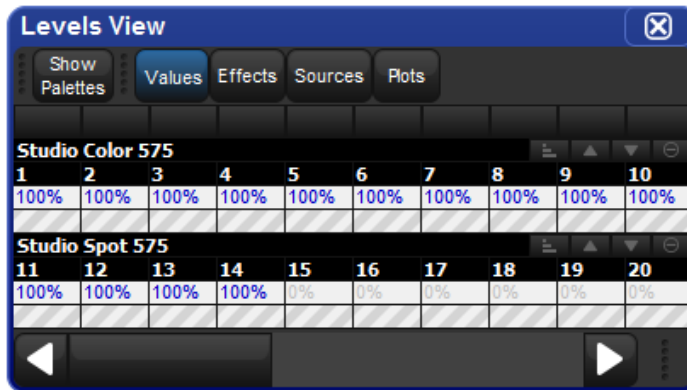 Levels View
Show Palettes Values Effects Sources Plots
Studio Color 575
1 2 3 4 5 6 7 8 9 10
100% 100% 100% 100% 100% 100% 100% 100% 100% 100%
Studio Spot 575
11 12 13 14 15 16 17 18 19 20
100% 100% 100% 100% 0% 0% 0% 0% 0% 0%